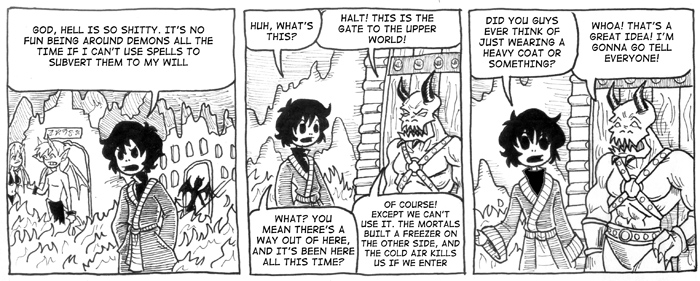 GOD, HELL IS SO SHITTY. IT'S NO
FUN BEING AROUND DEMONS ALL THE
TIME IF I CAN'T USE SPELLS TO
SUBVERT THEM TO MY WILL
HUH, WHAT'S
THIS?
HALT! THIS IS THE
GATE TO THE UPPER
WORLD!
WHAT? YOU
MEAN THERE'S
A WAY OUT OF HERE,
AND IT'S BEEN HERE
ALL THIS TIME?
OF COURSE!
EXCEPT WE CAN'T
USE IT. THE MORTALS
BUILT A FREEZER ON
THE OTHER SIDE, AND
THE COLD AIR KILLS
US IF WE ENTER
DID YOU GUYS
EVER THINK OF
JUST WEARING A
HEAVY COAT OR
SOMETHING?
WHOA! THAT'S A
GREAT IDEA! I'M
GONNA GO TELL
EVERYONE!